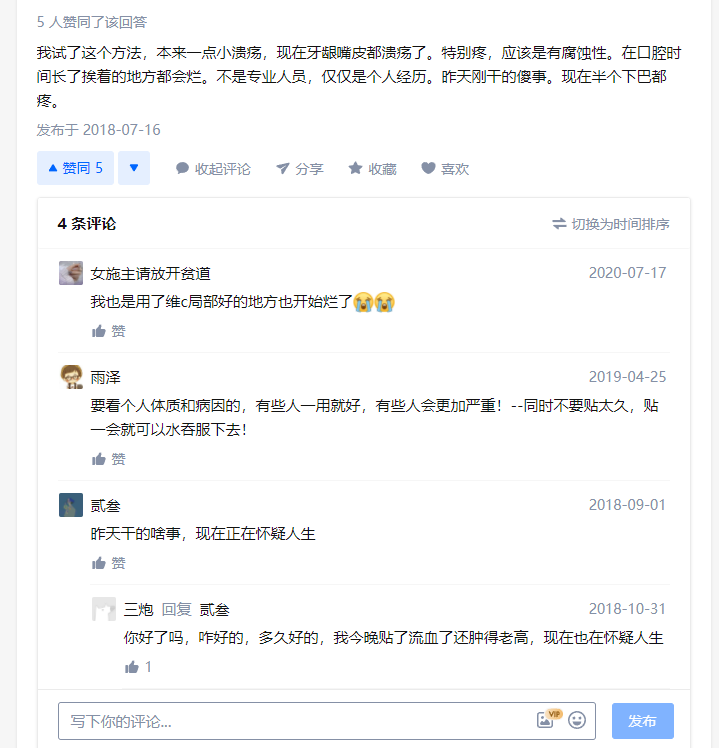 5 人赞同了该回答
我试了这个方法，本来一点小溃疡，现在牙龈嘴皮都溃疡了。特别疼，应该是有腐蚀性。在口腔时
间长了挨着的地方都会烂。不是专业人员，仅仅是个人经历。昨天刚干的傻事。现在半个下巴都
疼。
发布于 2018-07-16
赞同 5 收起评论 分享 收藏 喜欢
4 条评论 切换为时间排序
女施主请放开贫道 2020-07-17
我也是用了维c局部好的地方也开始烂了
赞
雨泽 2019-04-25
要看个人体质和病因的，有些人一用就好，有些人会更加严重！--同时不要贴太久，贴
一会就可以水吞服下去！
赞
贰叁 2018-09-01
昨天干的啥事，现在正在怀疑人生
赞
三炮 回复 贰叁 2018-10-31
你好了吗，咋好的，多久好的，我今晚贴了流血了还肿得老高，现在也在怀疑人生
1
写下你的评论... VIP 发布